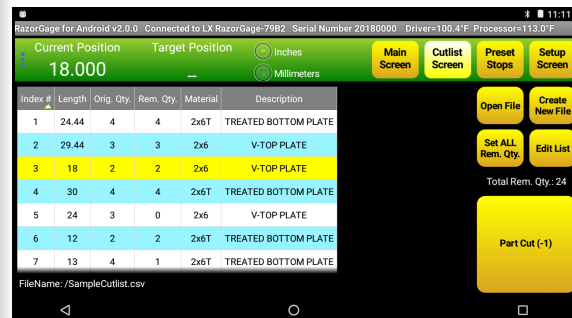 11:11
RazorGage for Android v2.0.0 Connected to LX RazorGage-79B2 Serial Number 20180000 Driver=100.4°F Processor=113.0°F
Current Position Target Position Inches Main Screen Cutlist Screen Preset Stops Setup Screen
18.000 _ Millimeters
Index # Length Orig. Qty. Rem. Qty. Material Description
1 24.44 4 4 2x6T TREATED BOTTOM PLATE
2 29.44 3 3 2x6 V-TOP PLATE
3 18 2 2 2x6 V-TOP PLATE
4 30 4 4 2x6T TREATED BOTTOM PLATE
5 24 3 0 2x6 V-TOP PLATE
6 12 2 2 2x6T TREATED BOTTOM PLATE
7 13 4 1 2x6T TREATED BOTTOM PLATE
FileName: /SampleCutlist.csv
Open File
Create New File
Set ALL Rem. Qty.
Edit List
Total Rem. Qty.: 24
Part Cut (-1)